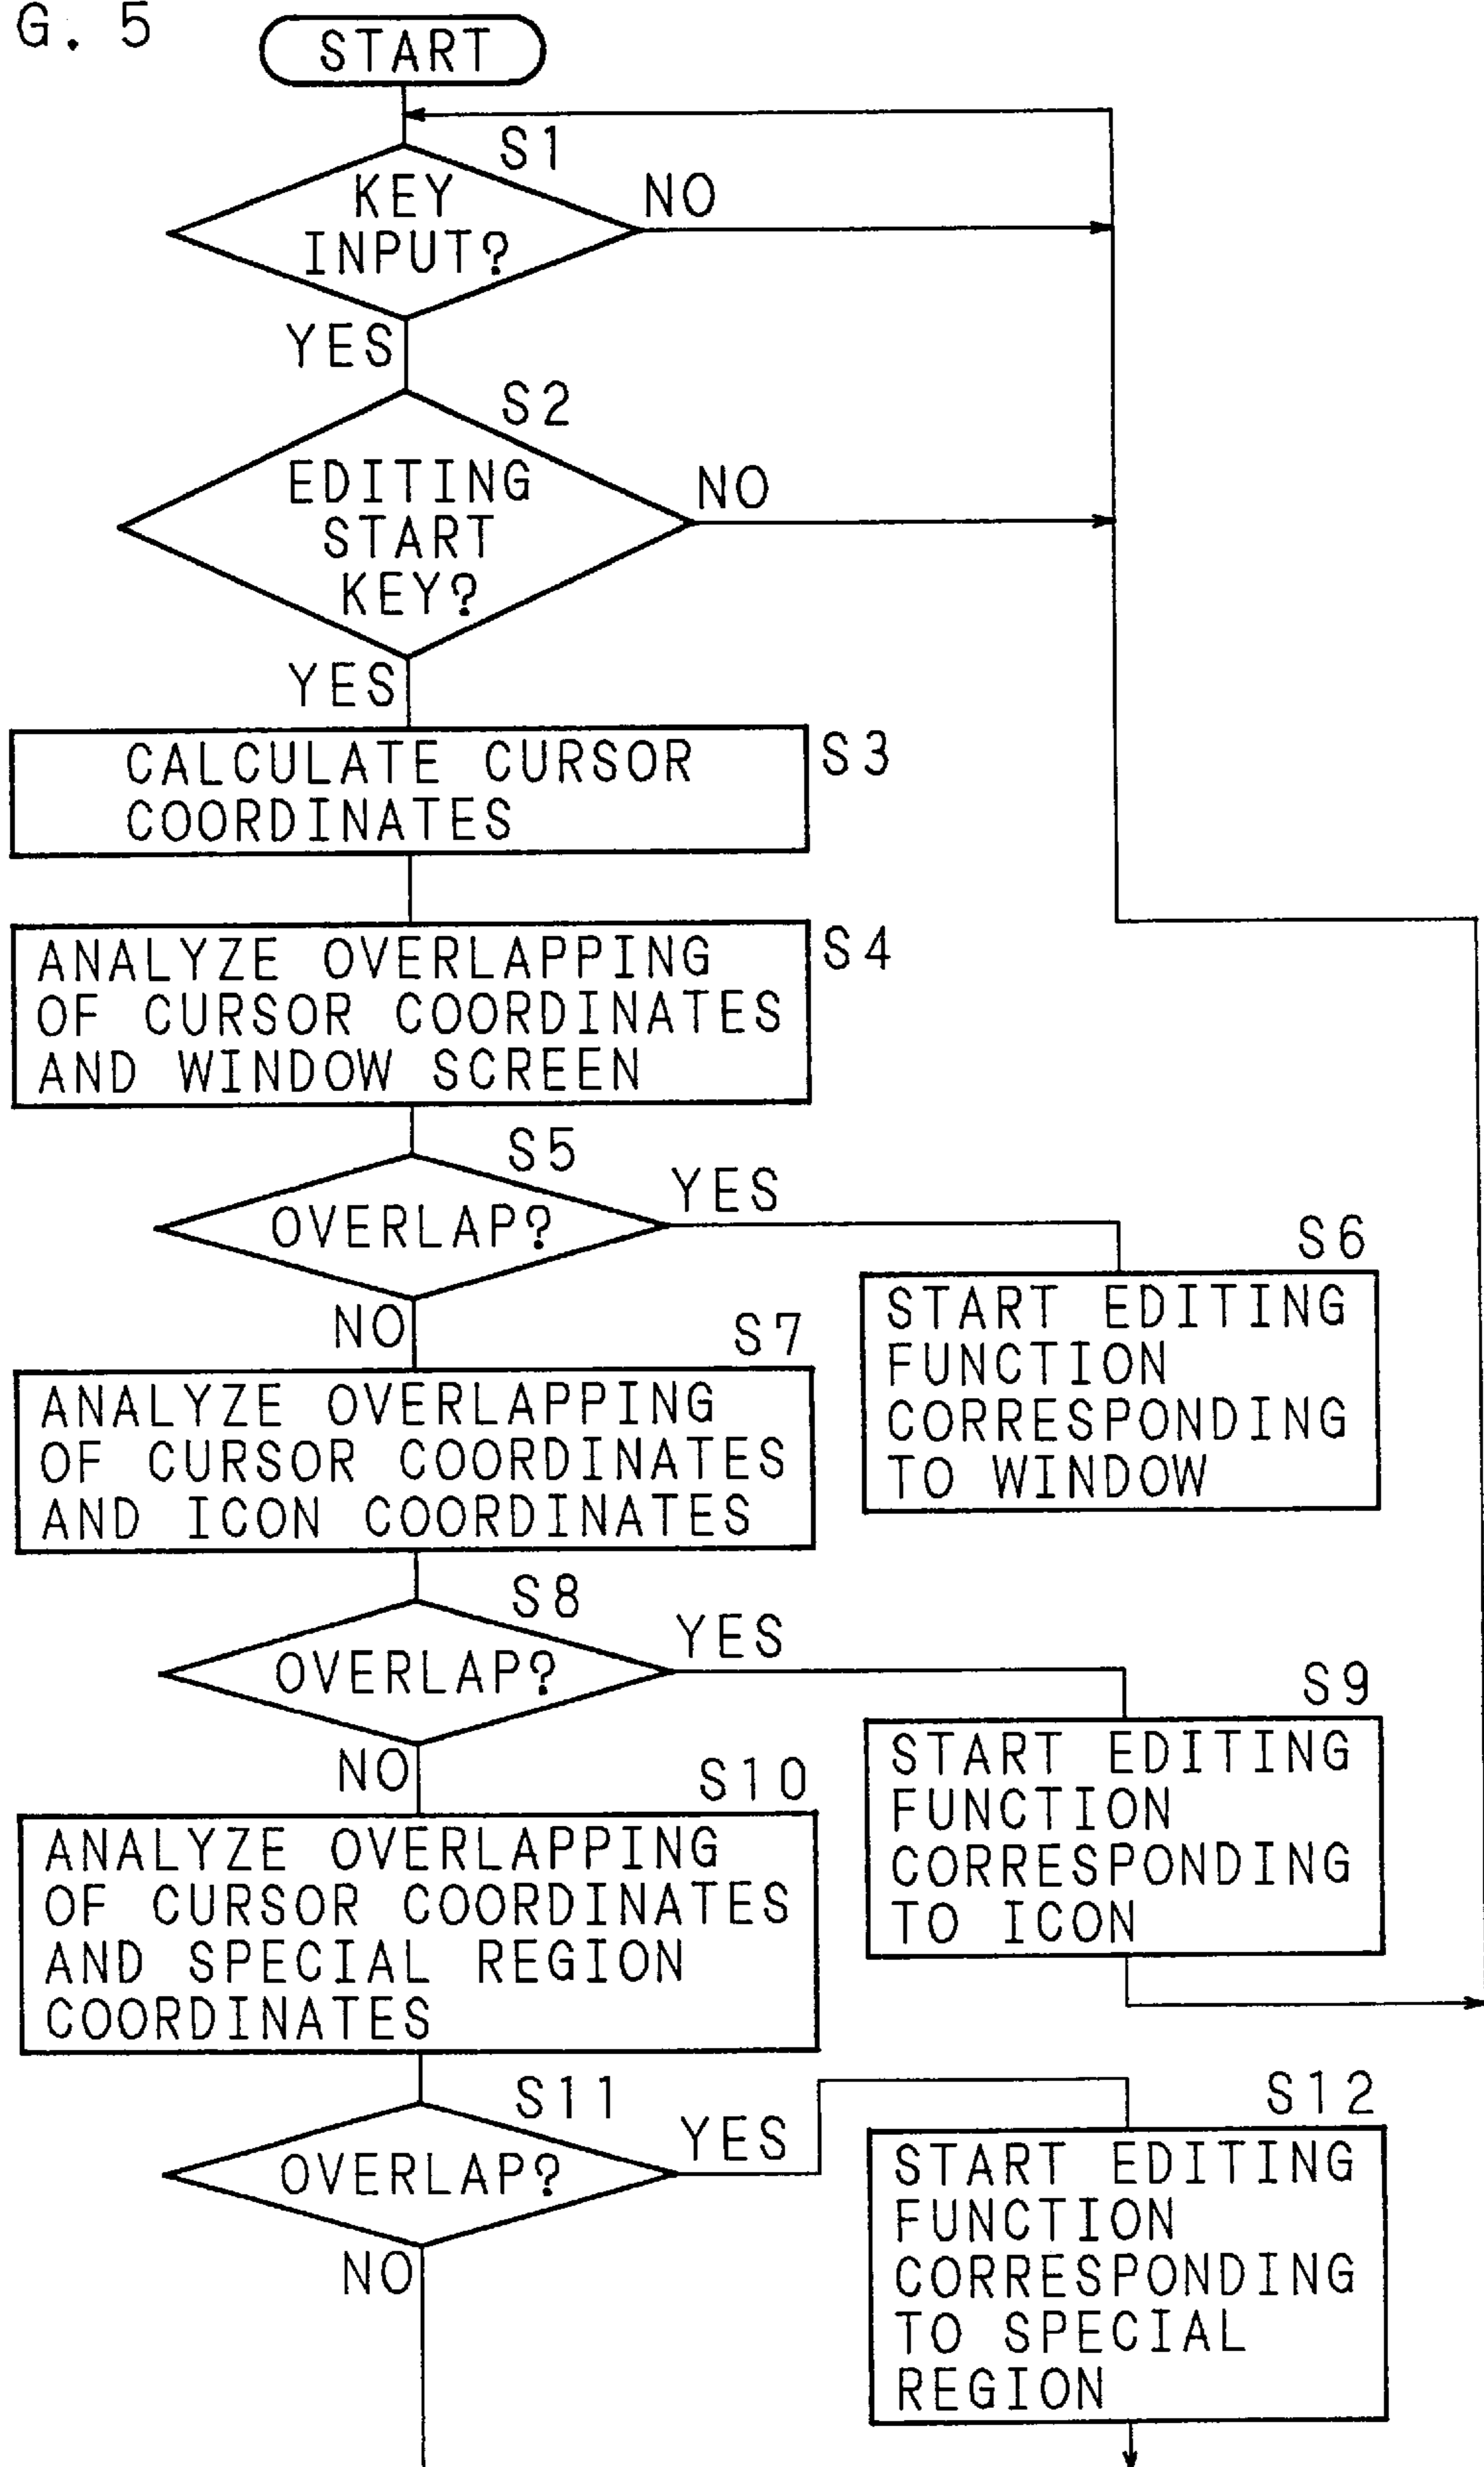 G. 5
START
S1
KEY
INPUT?
NO
YES
S2
EDITING
START
KEY?
NO
YES
CALCULATE CURSOR
COORDINATES
S3
ANALYZE OVERLAPPING
OF CURSOR COORDINATES
AND WINDOW SCREEN
S4
S5
OVERLAP?
YES
NO
S6
START EDITING
FUNCTION
CORRESPONDING
TO WINDOW
S7
ANALYZE OVERLAPPING
OF CURSOR COORDINATES
AND ICON COORDINATES
S8
OVERLAP?
YES
NO
S9
START EDITING
FUNCTION
CORRESPONDING
TO ICON
S10
ANALYZE OVERLAPPING
OF CURSOR COORDINATES
AND SPECIAL REGION
COORDINATES
S11
OVERLAP?
YES
NO
S12
START EDITING
FUNCTION
CORRESPONDING
TO SPECIAL
REGION